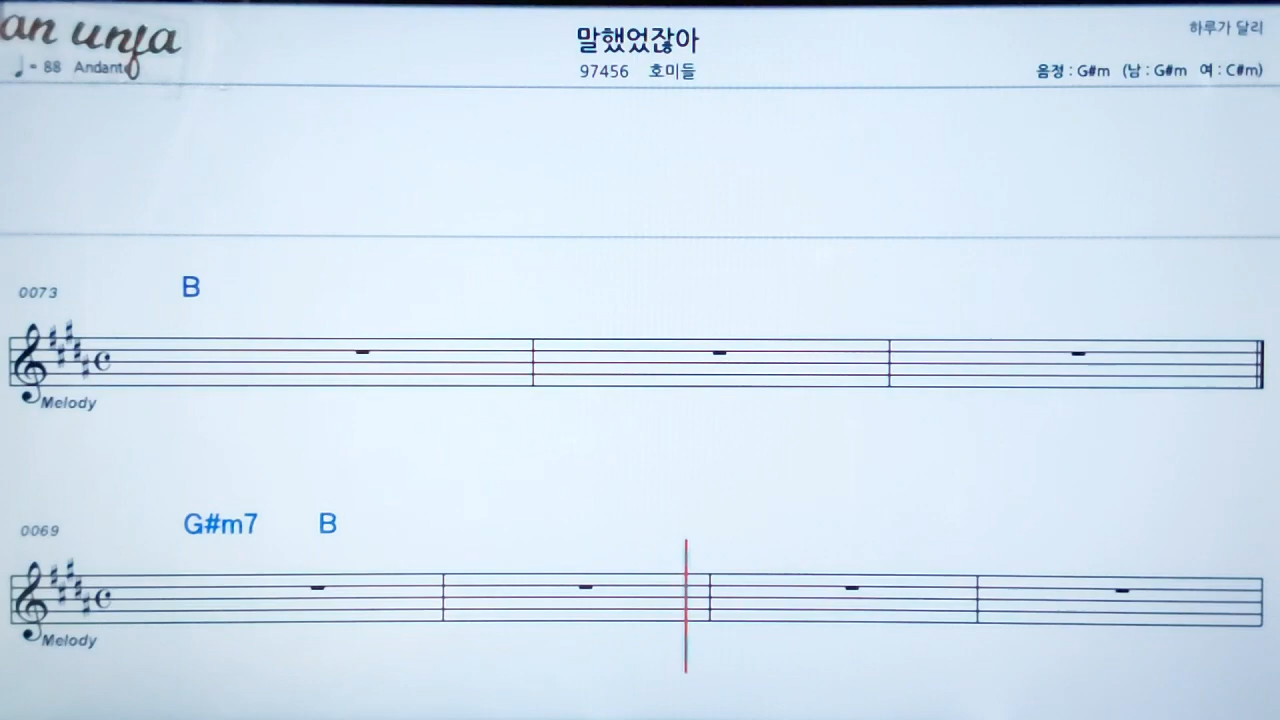 an unja
말했었잖아
하루가 달리
♩ = 88 Andante
97456 호미들
음정 : G#m (남 : G#m 여 : C#m)
0073
B
Melody
0069
G#m7 B
Melody